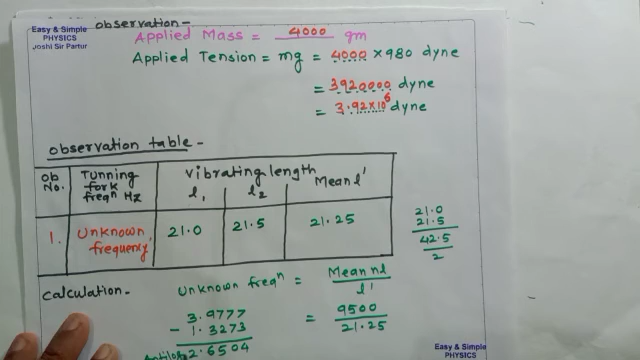 Easy & Simple
PHYSICS
Joshi Sir Partur
observation-
Applied Mass = 4000 gm
Applied Tension = mg = 4000 × 980 dyne
= 3920000 dyne
= 3.92×10⁶ dyne
observation table -
Ob No. Tunning fork freqⁿ Hz vibrating length l₁ l₂ Mean l'
1. Unknown frequency 21.0 21.5 21.25
21.0
21.5
42.5
2
calculation- Unknown freqⁿ = Mean nl / l'
3.9777
- 1.3273
= 9500 / 21.25
2.6504
Easy & Simple
PHYSICS